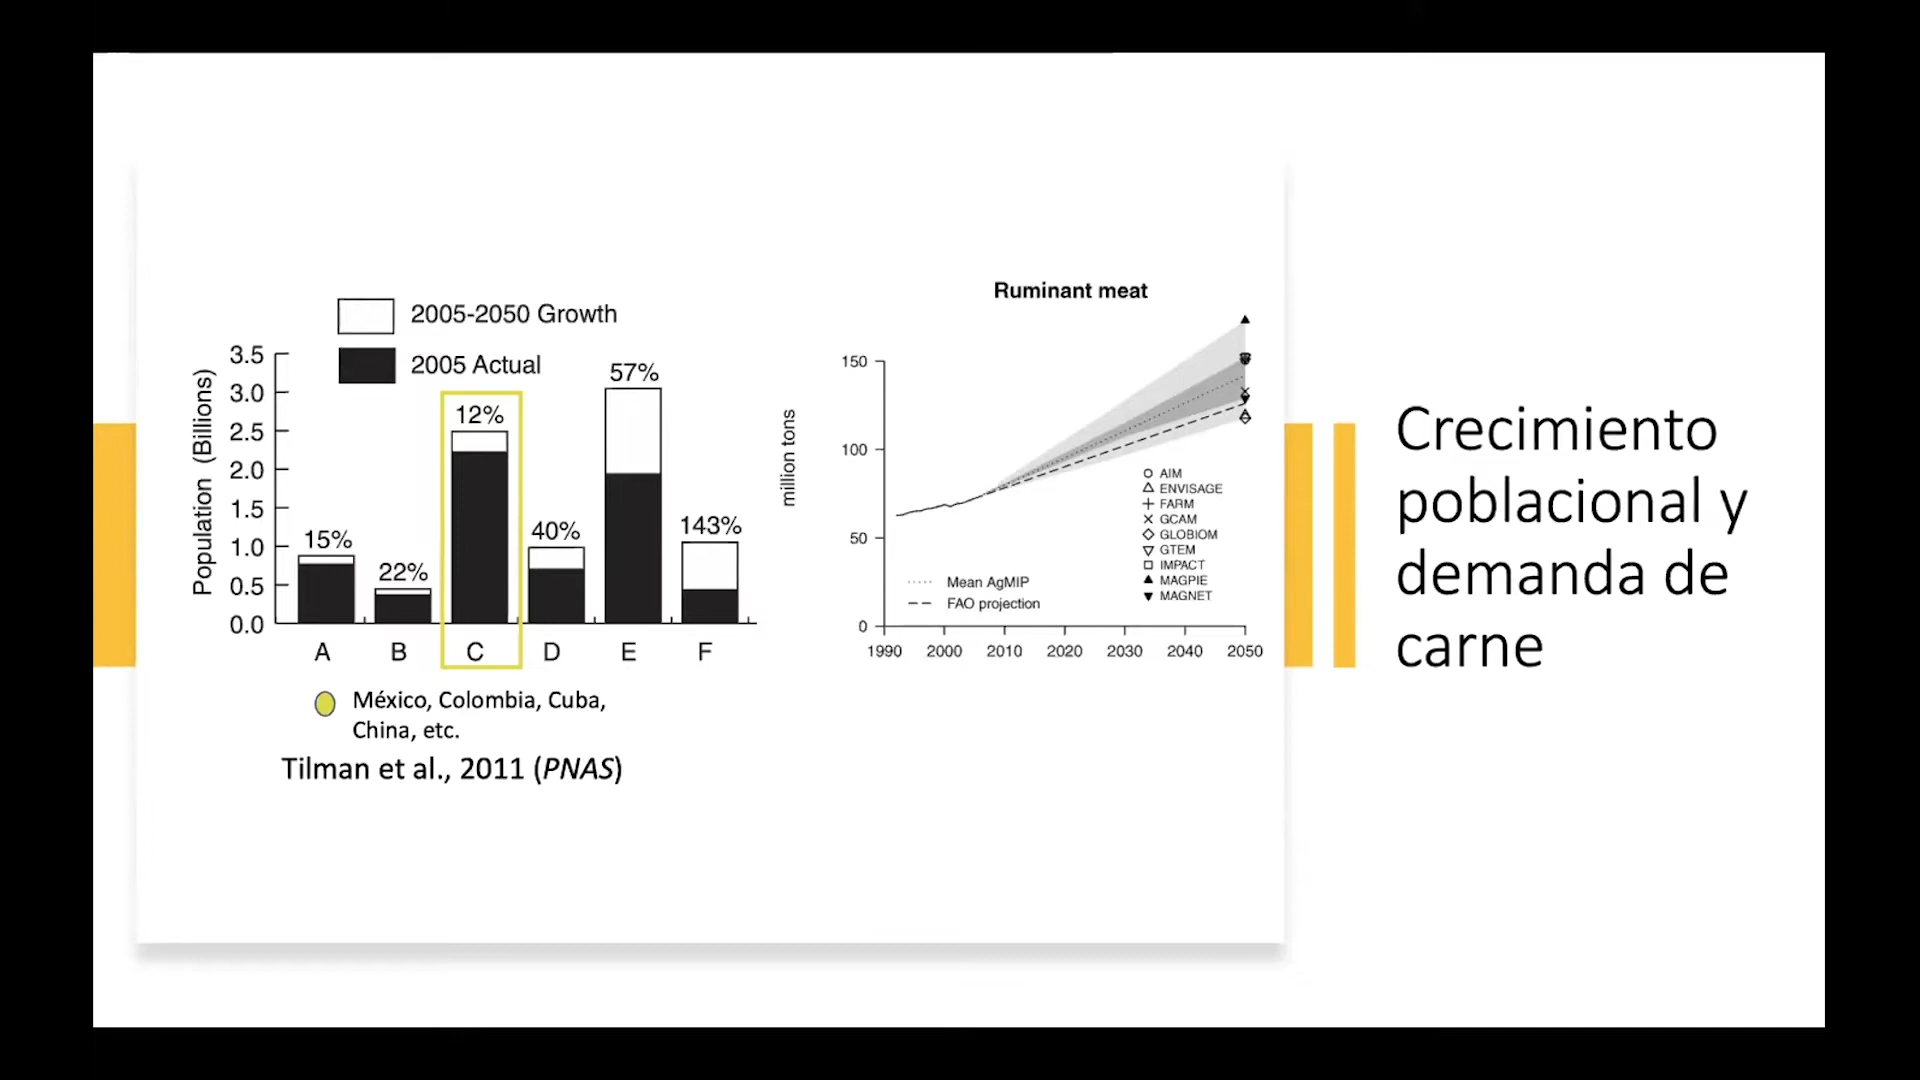 2005-2050 Growth
2005 Actual
Population (Billions)
3.5
3.0
2.5
2.0
1.5
1.0
0.5
0.0
15%
22%
12%
40%
57%
143%
A B C D E F
México, Colombia, Cuba,
China, etc.
Tilman et al., 2011 (PNAS)
Ruminant meat
million tons
150
100
50
0
AIM
ENVISAGE
FARM
GCAM
GLOBIOM
GTEM
IMPACT
MAGPIE
MAGNET
Mean AgMIP
FAO projection
1990 2000 2010 2020 2030 2040 2050
Crecimiento
poblacional y
demanda de
carne